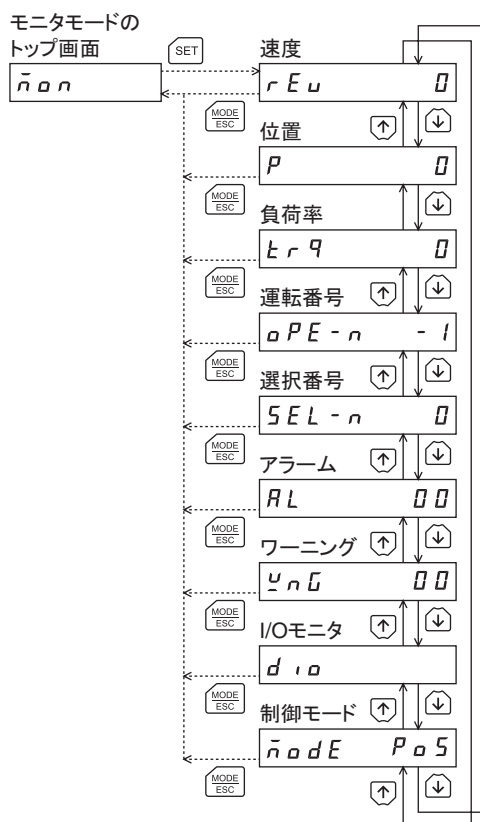 モニタモードの
トップ画面
SET
速度
mon
rEv 0
MODE
ESC
位置
P 0
MODE
ESC
負荷率
trq 0
MODE
ESC
運転番号
oPE-n -1
MODE
ESC
選択番号
SEL-n 0
MODE
ESC
アラーム
AL 00
MODE
ESC
ワーニング
WnG 00
MODE
ESC
I/Oモニタ
dio
MODE
ESC
制御モード
modE PoS
MODE
ESC